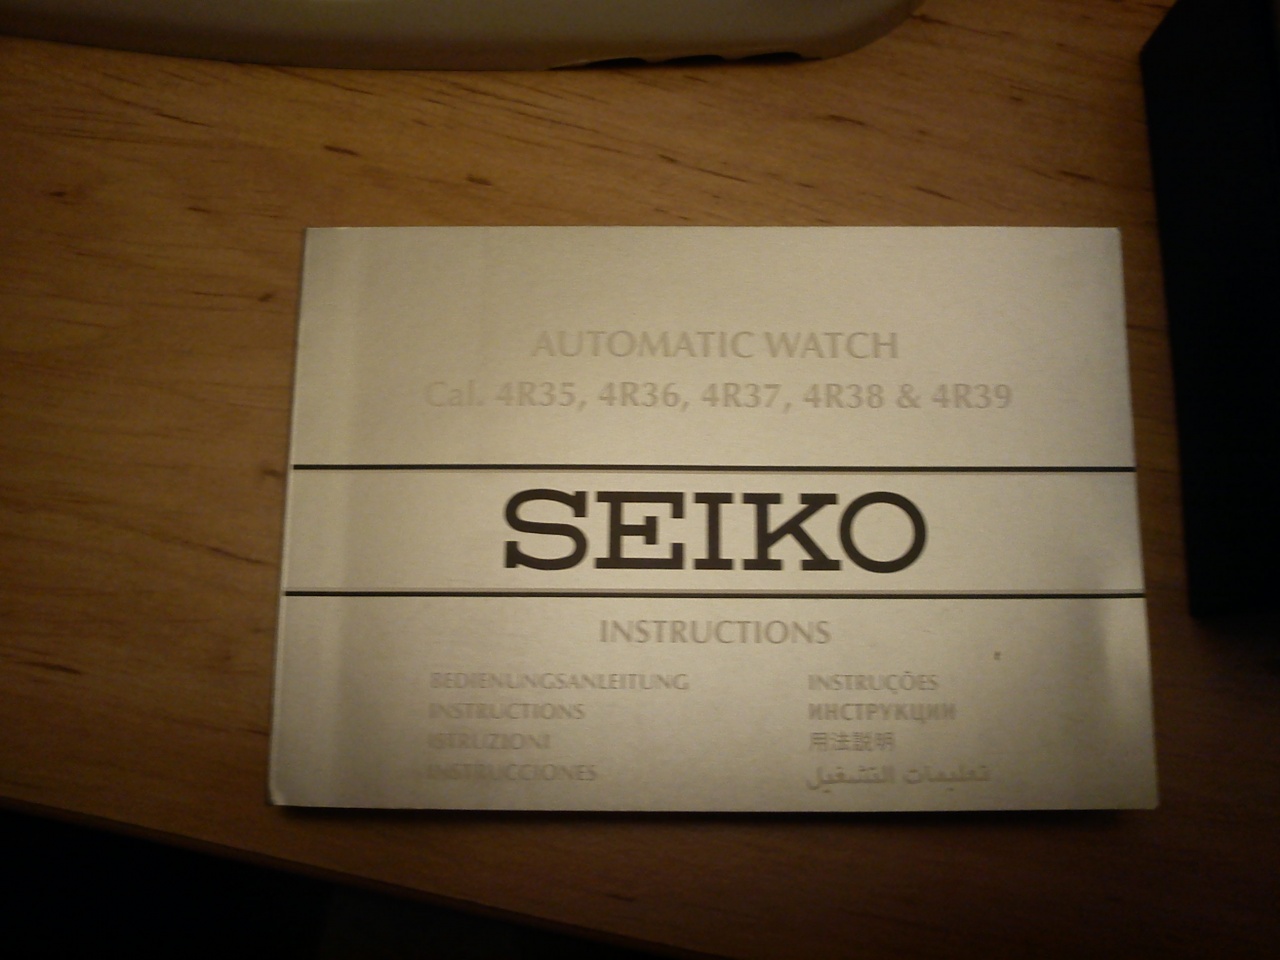 AUTOMATIC WATCH
Cal. 4R35, 4R36, 4R37, 4R38 & 4R39
SEIKO
INSTRUCTIONS
BEDIENUNGSANLEITUNG
INSTRUCTIONS
ISTRUZIONI
INSTRUCCIONES
INSTRUÇÕES
ИНСТРУКЦИИ
用法説明
تعليمات التشغيل